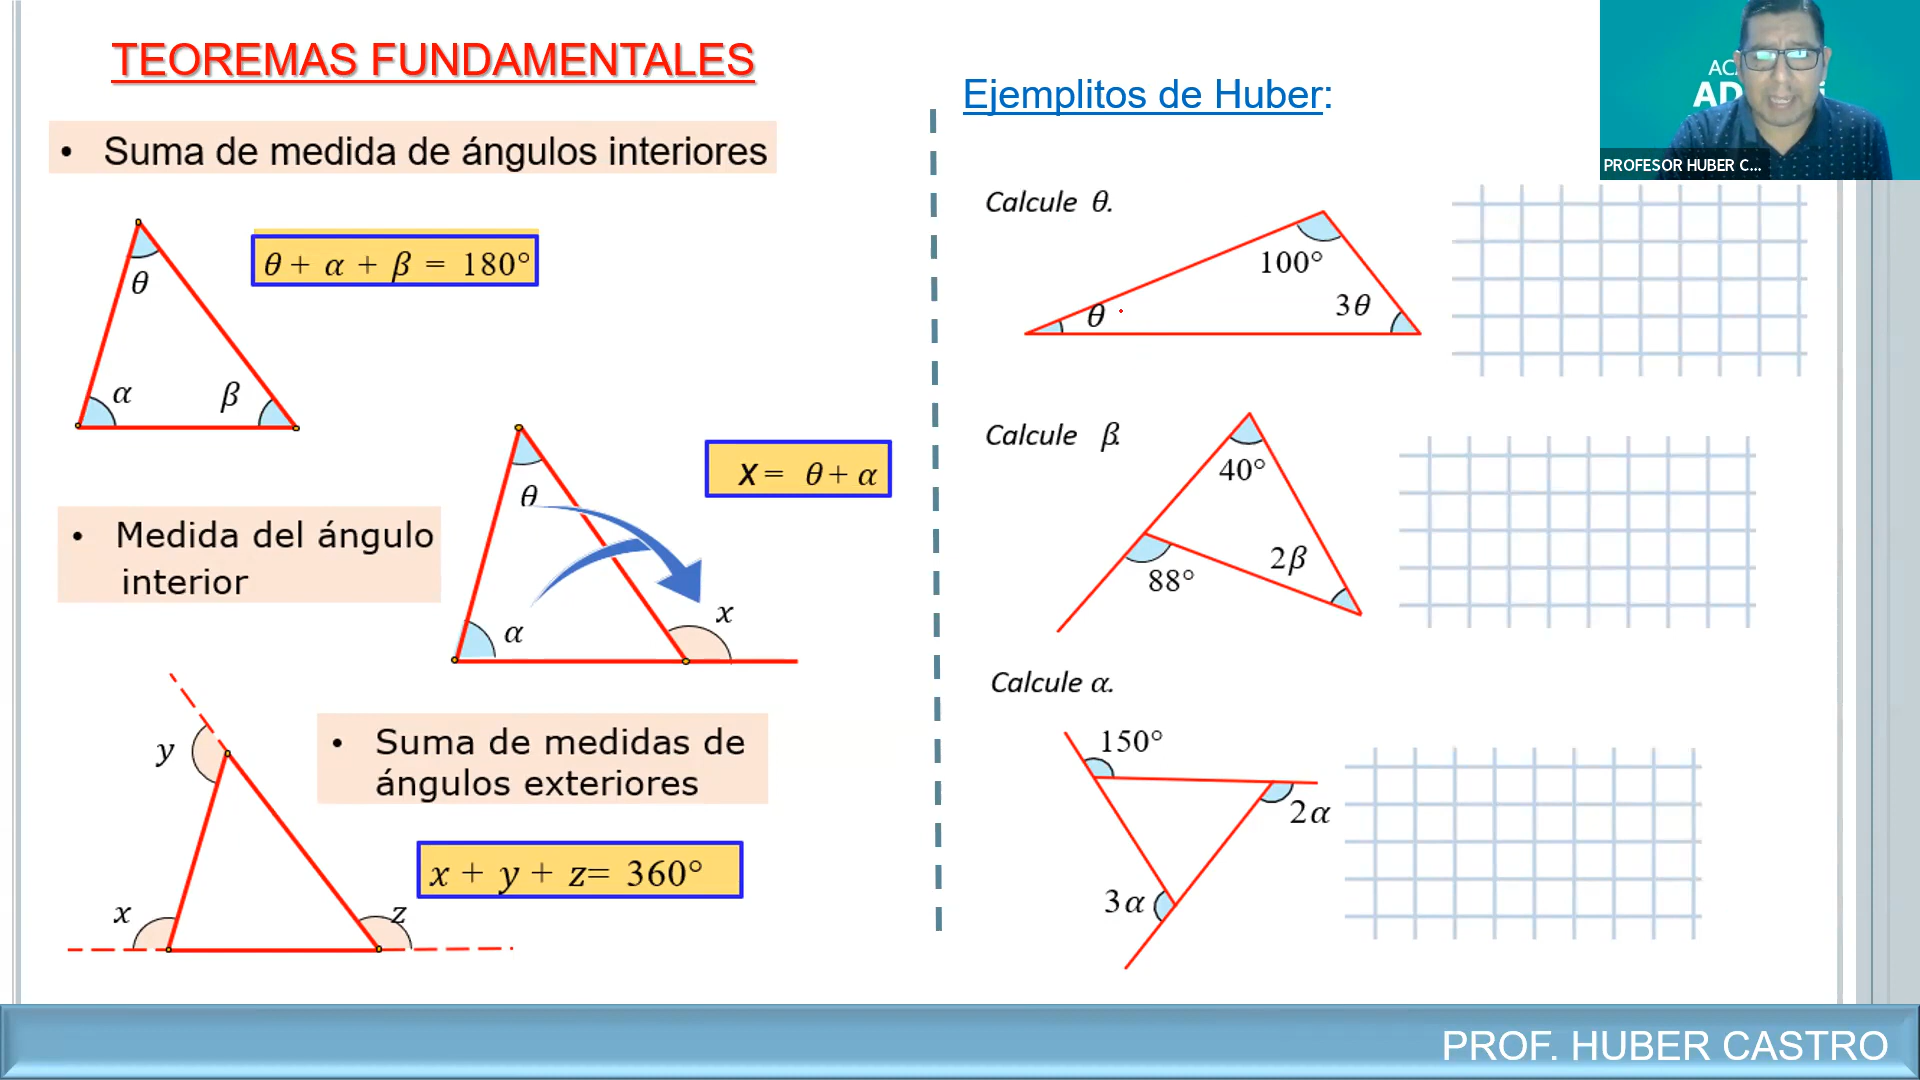 TEOREMAS FUNDAMENTALES
• Suma de medida de ángulos interiores
θ
α
β
θ + α + β = 180°
• Medida del ángulo
interior
θ
α
x
X = θ + α
y
x
z
• Suma de medidas de
ángulos exteriores
x + y + z= 360°
Ejemplitos de Huber:
Calcule θ.
100°
θ
3θ
Calcule β.
40°
2β
88°
Calcule α.
150°
2α
3α
PROFESOR HUBER C...
PROF. HUBER CASTRO